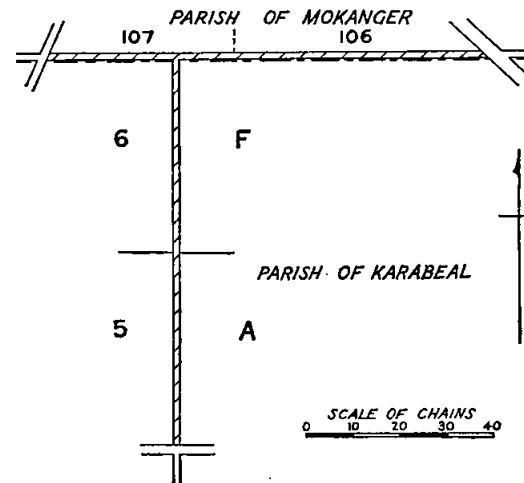 PARISH OF MOKANGER
107 106
6 F
PARISH OF KARABEAL
5 A
SCALE OF CHAINS
0 10 20 30 40